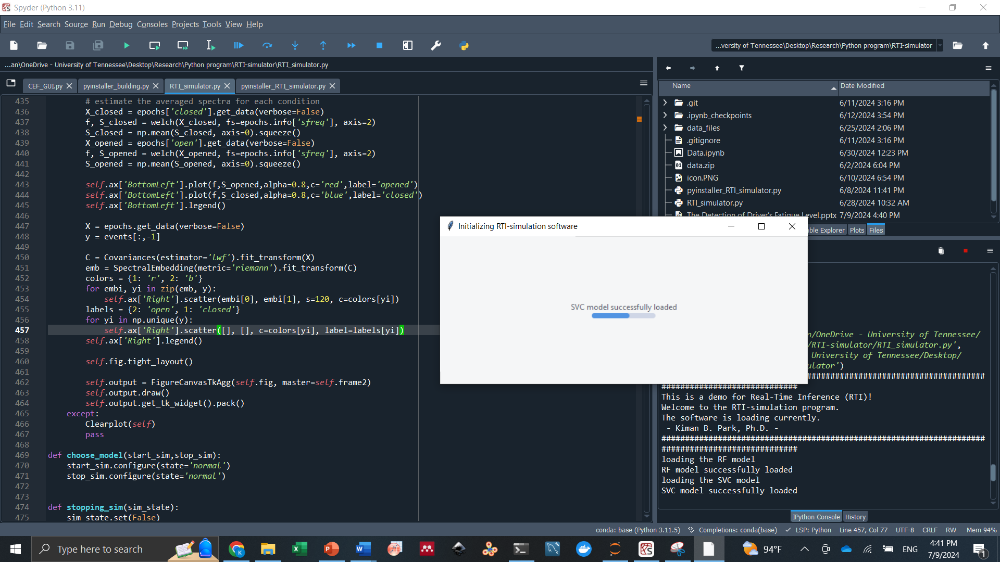 Spyder (Python 3.11)
File Edit Search Source Run Debug Consoles Projects Tools View Help
...versity of Tennessee\Desktop\Research\Python program\RTI-simulator
...an\OneDrive - University of Tennessee\Desktop\Research\Python program\RTI-simulator\RTI_simulator.py
CEF_GUI.py pyinstaller_building.py RTI_simulator.py pyinstaller_RTI_simulator.py
435 # estimate the averaged spectra for each condition
436 X_closed = epochs['closed'].get_data(verbose=False)
437 f, S_closed = welch(X_closed, fs=epochs.info['sfreq'], axis=2)
438 S_closed = np.mean(S_closed, axis=0).squeeze()
439 X_opened = epochs['open'].get_data(verbose=False)
440 f, S_opened = welch(X_opened, fs=epochs.info['sfreq'], axis=2)
441 S_opened = np.mean(S_opened, axis=0).squeeze()
442
443 self.ax['BottomLeft'].plot(f,S_opened,alpha=0.8,c='red',label='opened')
444 self.ax['BottomLeft'].plot(f,S_closed,alpha=0.8,c='blue',label='closed')
445 self.ax['BottomLeft'].legend()
446
447 X = epochs.get_data(verbose=False)
448 y = events[:,-1]
449
450 C = Covariances(estimator='lwf').fit_transform(X)
451 emb = SpectralEmbedding(metric='riemann').fit_transform(C)
452 colors = {1: 'r', 2: 'b'}
453 for embi, yi in zip(emb, y):
454 self.ax['Right'].scatter(embi[0], embi[1], s=120, c=colors[yi])
455 labels = {2: 'open', 1: 'closed'}
456 for yi in np.unique(y):
457 self.ax['Right'].scatter([], [], c=colors[yi], label=labels[yi])
458 self.ax['Right'].legend()
459
460 self.fig.tight_layout()
461
462 self.output = FigureCanvasTkAgg(self.fig, master=self.frame2)
463 self.output.draw()
464 self.output.get_tk_widget().pack()
465 except:
466 Clearplot(self)
467 pass
468
469 def choose_model(start_sim,stop_sim):
470 start_sim.configure(state='normal')
471 stop_sim.configure(state='normal')
472
473
474 def stopping_sim(sim_state):
475 sim_state.set(False)
Name Date Modified
.git 6/11/2024 3:16 PM
.ipynb_checkpoints 6/12/2024 3:54 PM
data_files 6/25/2024 2:06 PM
.gitignore 6/11/2024 3:16 PM
Data.ipynb 6/30/2024 12:23 PM
data.zip 6/2/2024 6:04 PM
icon.PNG 6/10/2024 6:54 PM
pyinstaller_RTI_simulator.py 6/8/2024 11:41 PM
RTI_simulator.py 6/28/2024 10:32 AM
The Detection of Driver's Fatigue Level.pptx 7/9/2024 4:40 PM
ble Explorer Plots Files
Initializing RTI-simulation software
SVC model successfully loaded
n/OneDrive - University of Tennessee/
/RTI-simulator/RTI_simulator.py',
University of Tennessee/Desktop/
ulator')
######################################
#############################
This is a demo for Real-Time Inference (RTI)!
Welcome to the RTI-simulation program.
The software is loading currently.
- Kiman B. Park, Ph.D. -
#####################################################################
#############################
loading the RF model
RF model successfully loaded
loading the SVC model
SVC model successfully loaded
IPython Console History
conda: base (Python 3.11.5) Completions: conda(base) LSP: Python Line 457, Col 77 UTF-8 CRLF RW Mem 94%
Type here to search
94°F
ENG
4:41 PM
7/9/2024
1